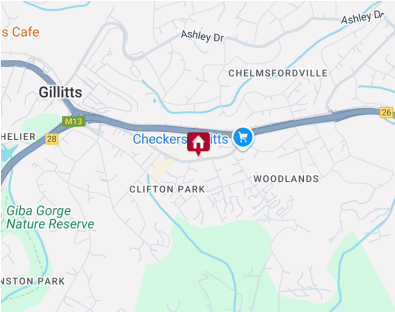 Ashley Dr
Ashley Dr
s Cafe
CHELMSFORDVILLE
Gillitts
26
M13
28
HELIER
Checkers
itts
CLIFTON PARK
WOODLANDS
Giba Gorge
Nature Reserve
NSTON PARK